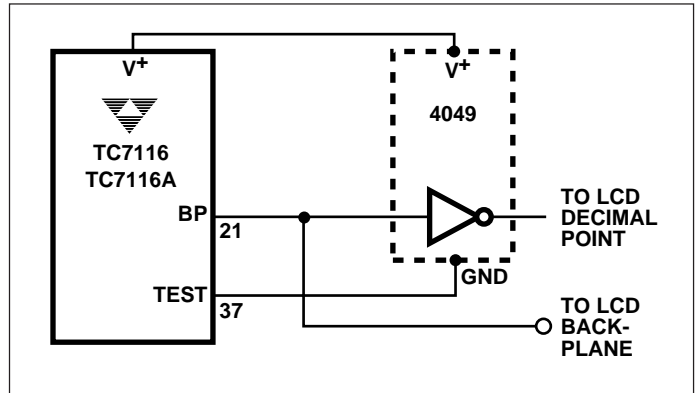 V+
V+
4049
TC7116
TC7116A
BP
21
TO LCD
DECIMAL
POINT
GND
TEST
37
TO LCD
BACK-
PLANE